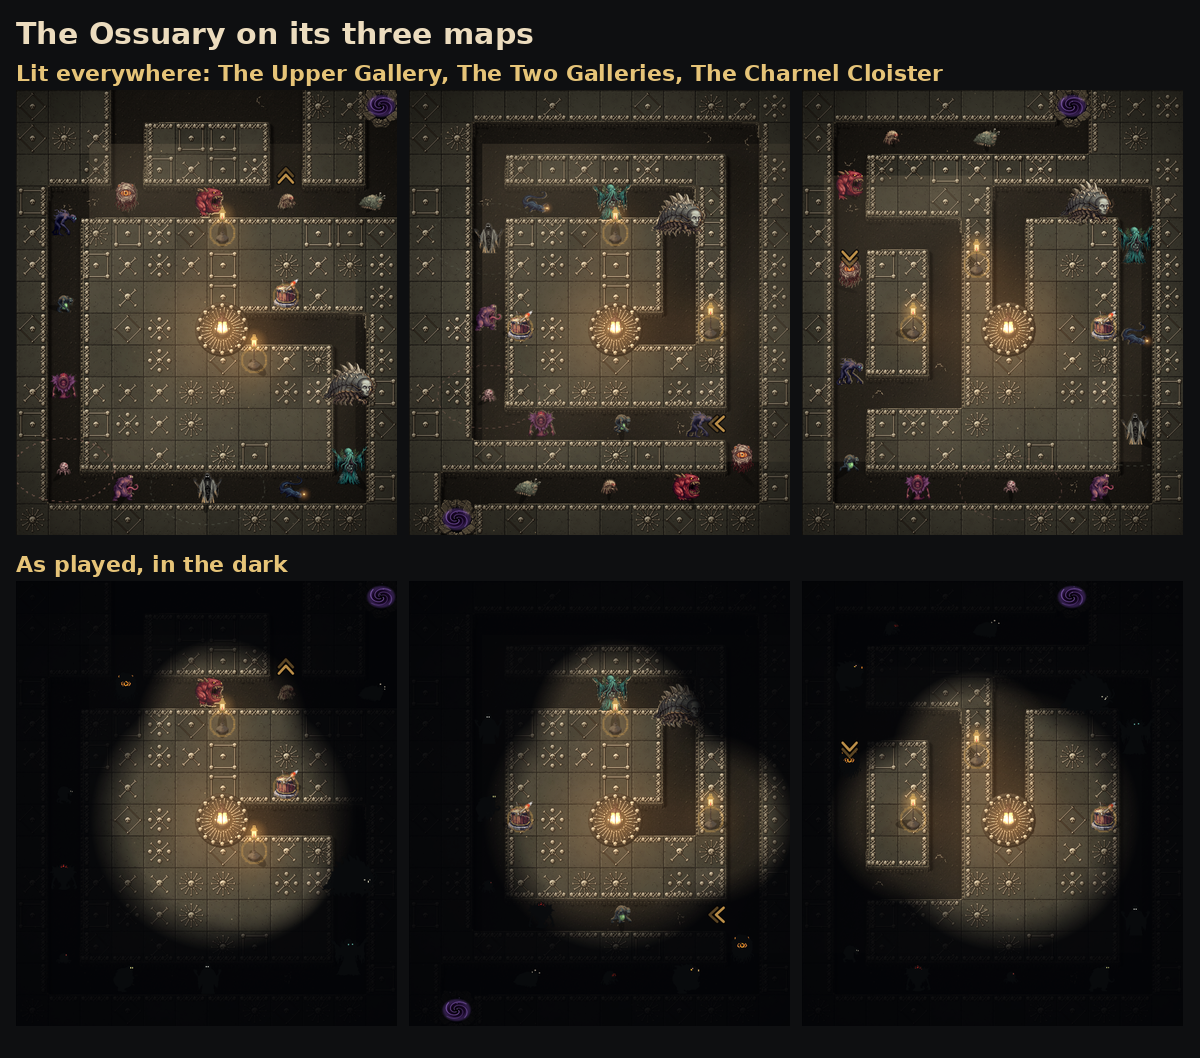 The Ossuary on its three maps
Lit everywhere: The Upper Gallery, The Two Galleries, The Charnel Cloister
As played, in the dark